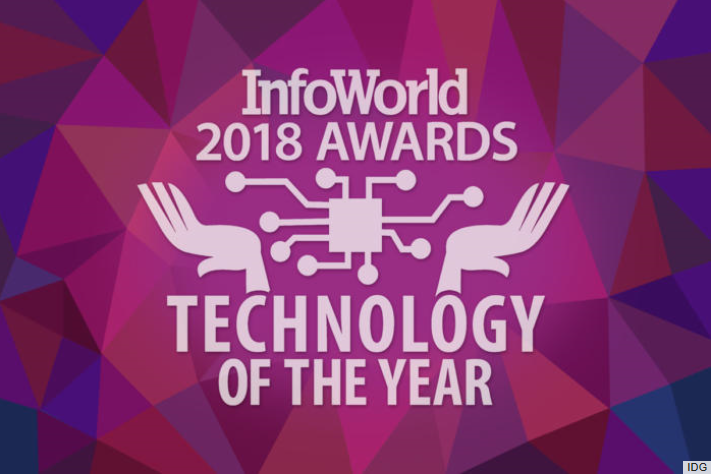 InfoWorld
2018 AWARDS
TECHNOLOGY
OF THE YEAR
IDG